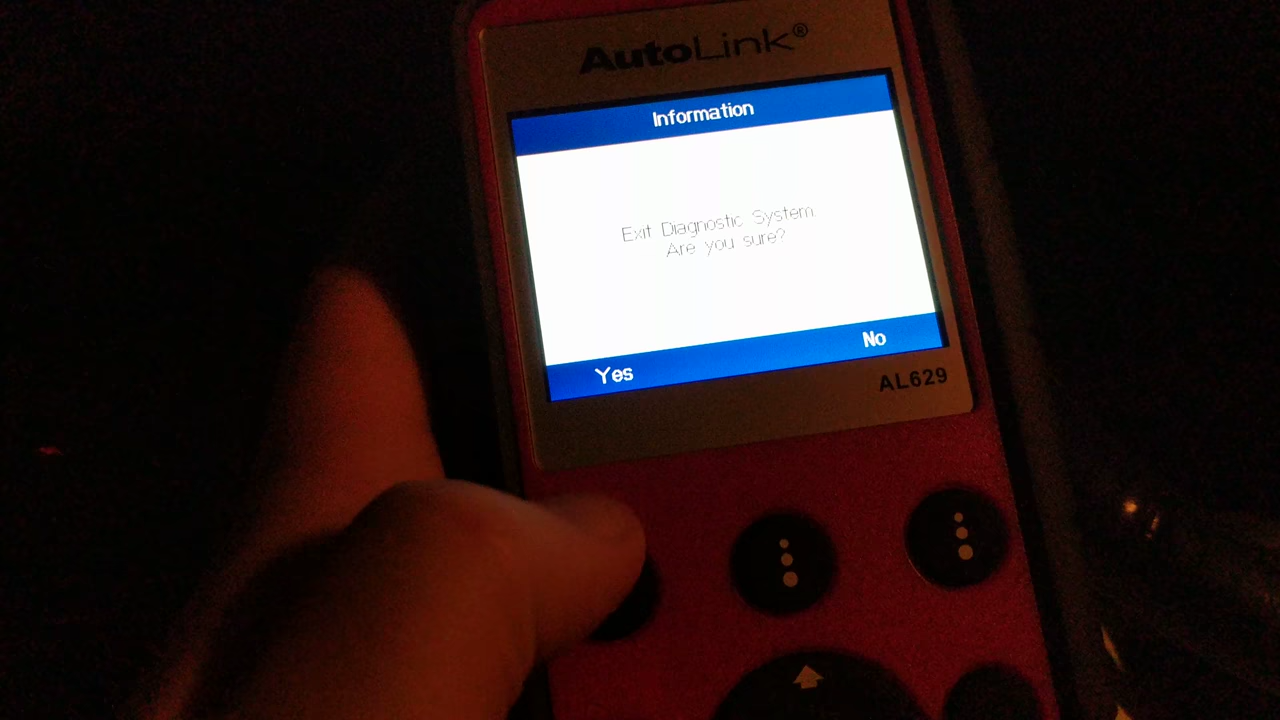 AutoLink®
Information
Exit Diagnostic System.
Are you sure?
Yes No
AL629